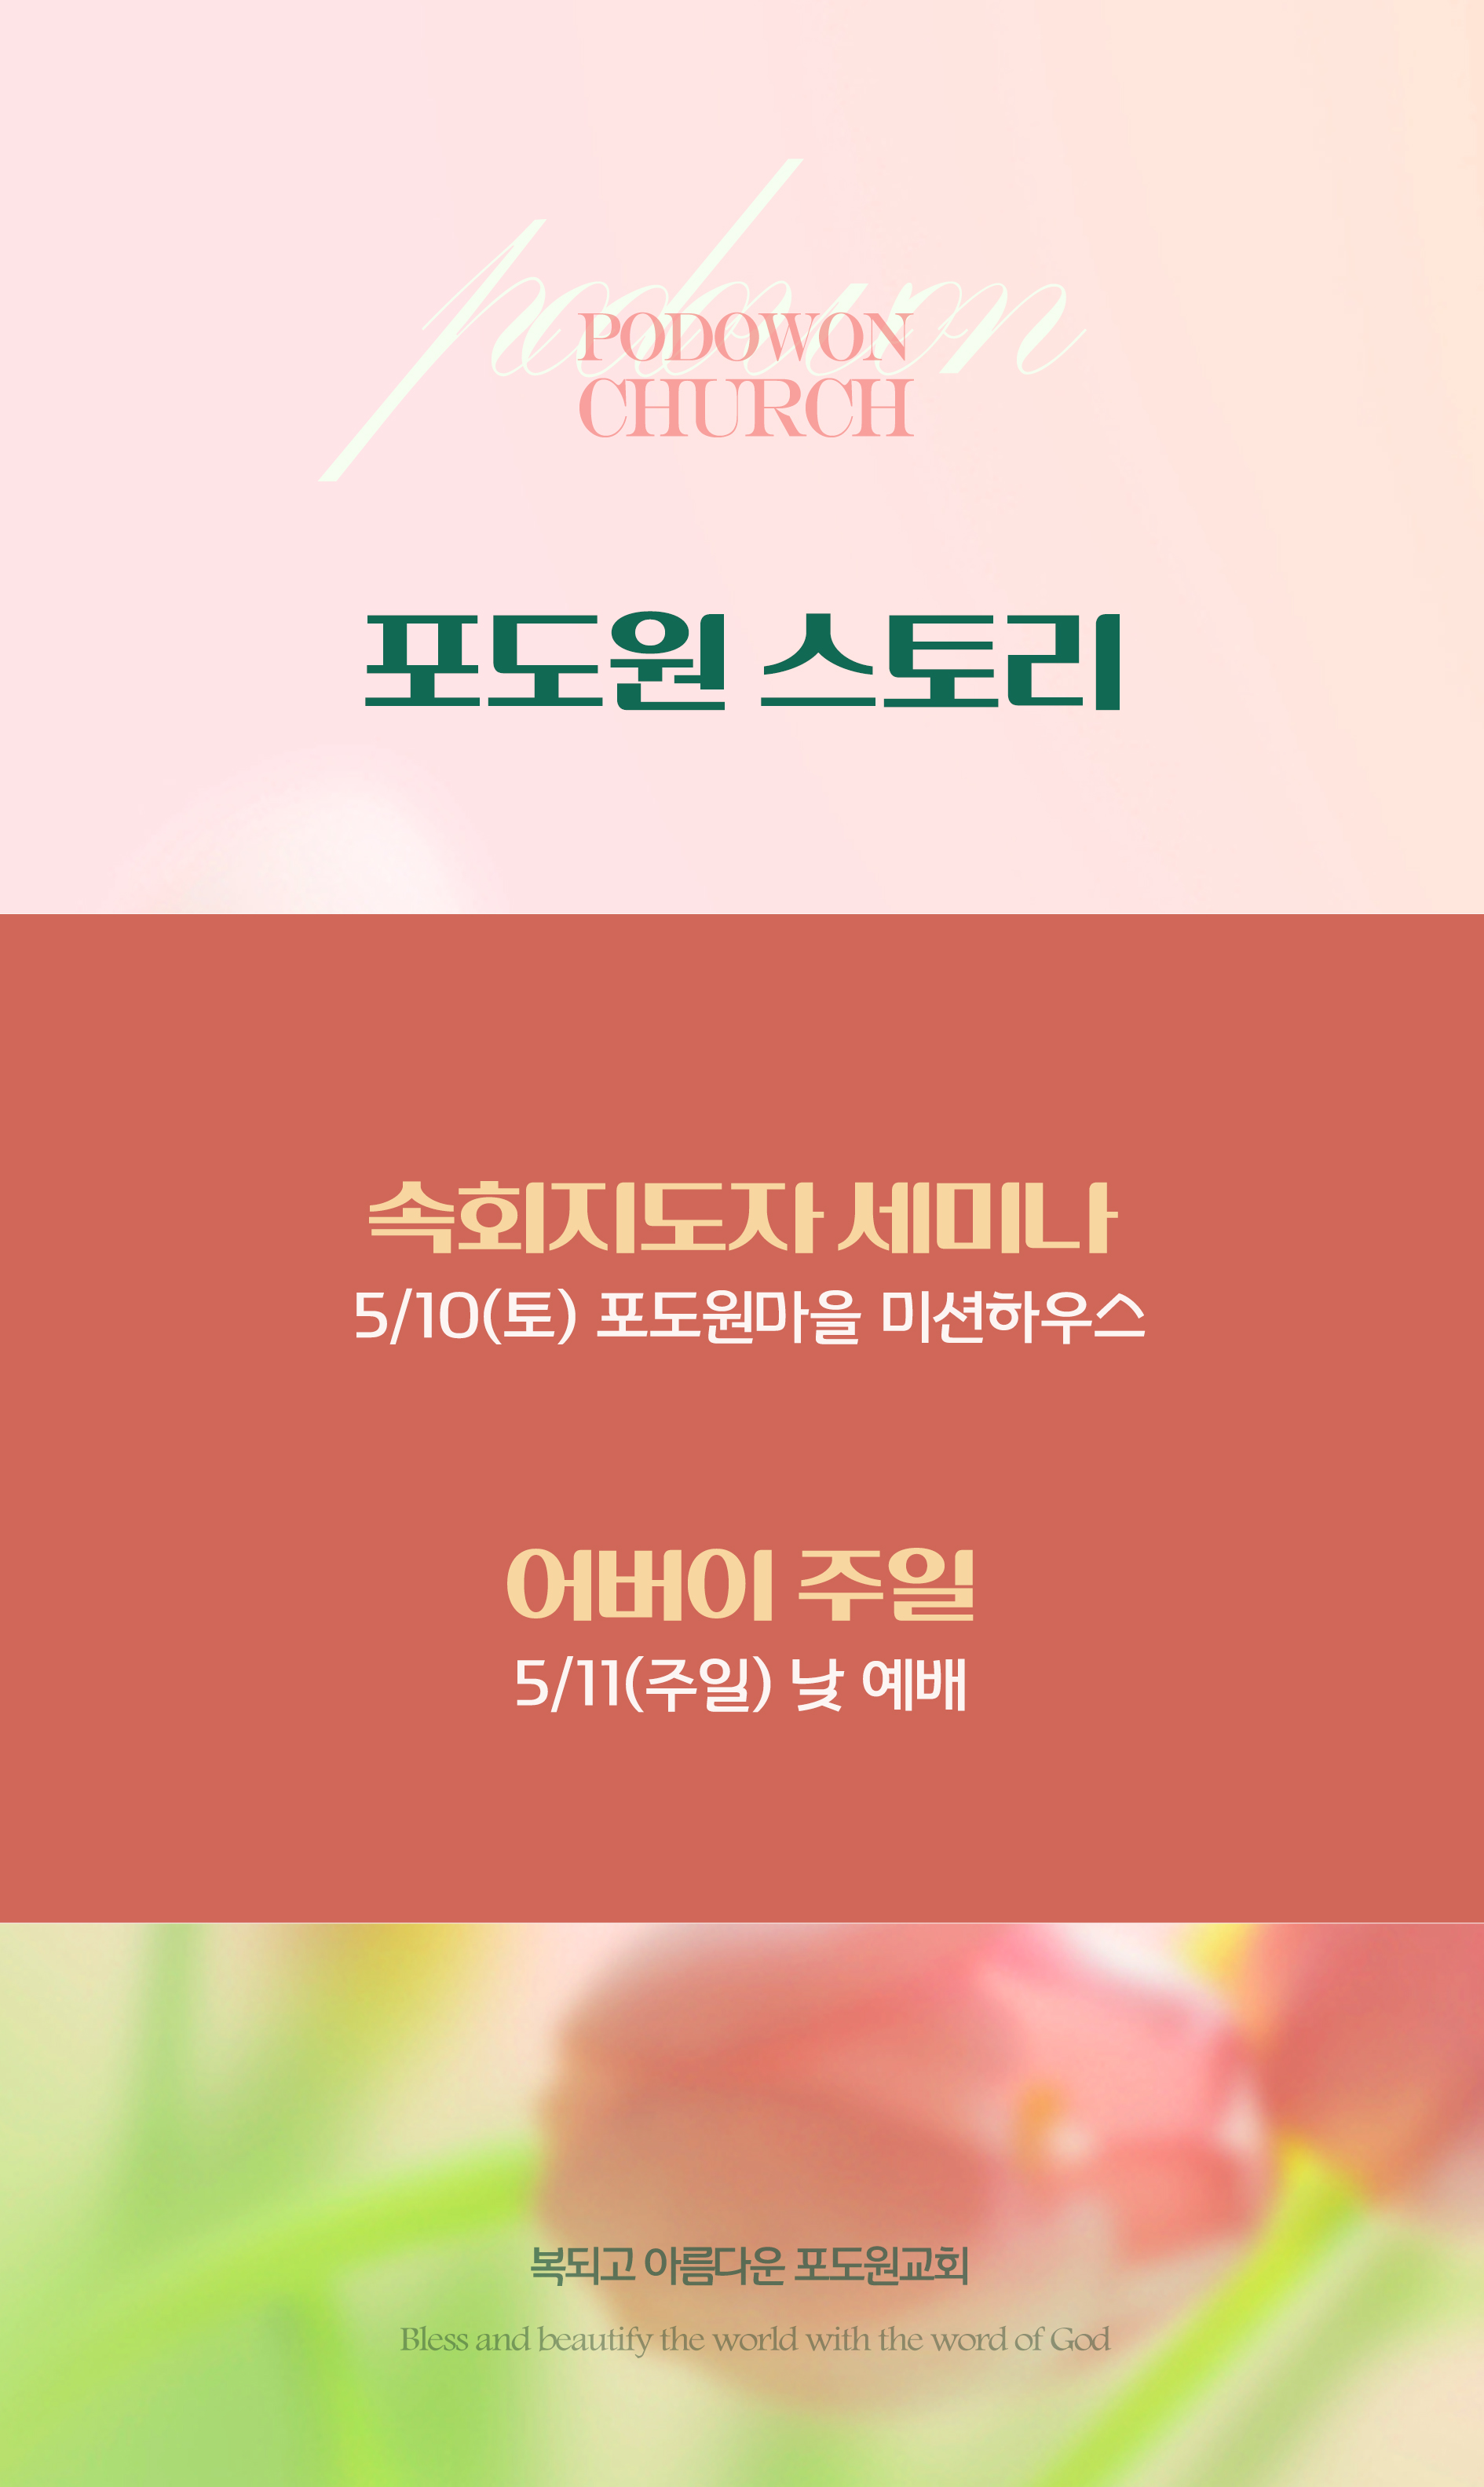 podowon
PODOWON
CHURCH
포도원 스토리
속회지도자 세미나
5/10(토) 포도원마을 미션하우스
어버이 주일
5/11(주일) 낮 예배
복되고 아름다운 포도원교회
Bless and beautify the world with the word of God